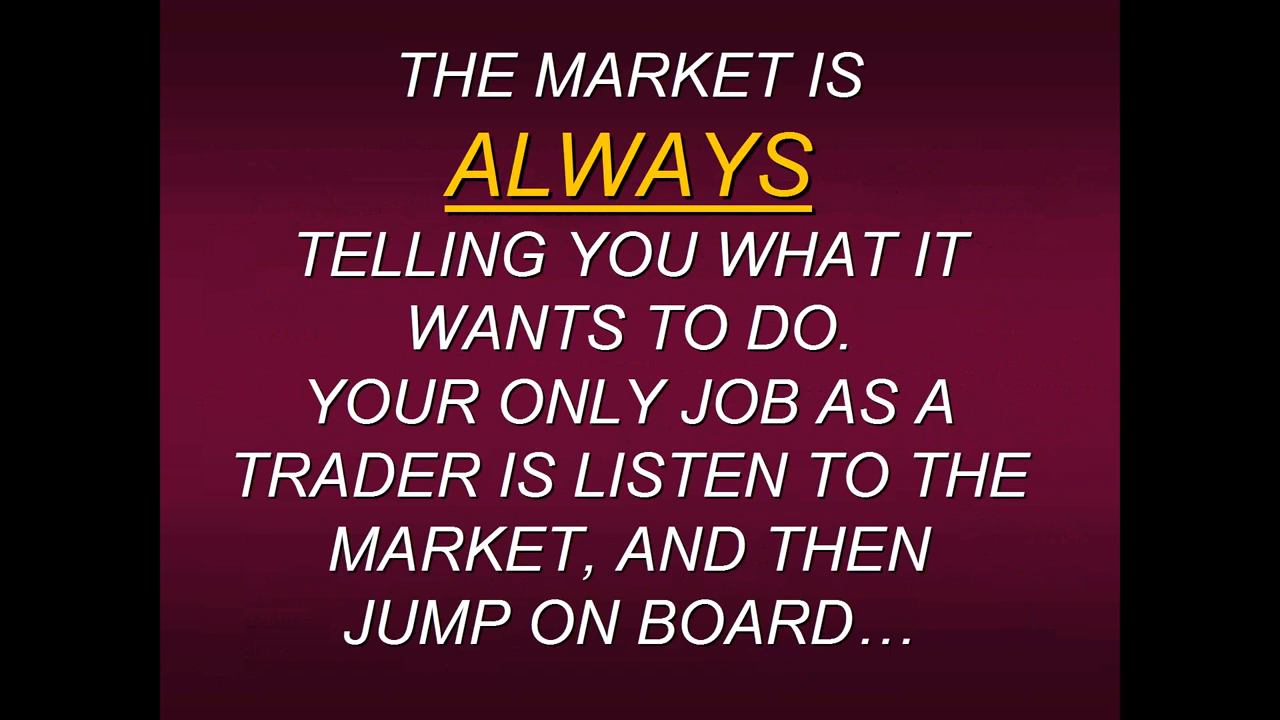 THE MARKET IS
ALWAYS
TELLING YOU WHAT IT
WANTS TO DO.
YOUR ONLY JOB AS A
TRADER IS LISTEN TO THE
MARKET, AND THEN
JUMP ON BOARD…